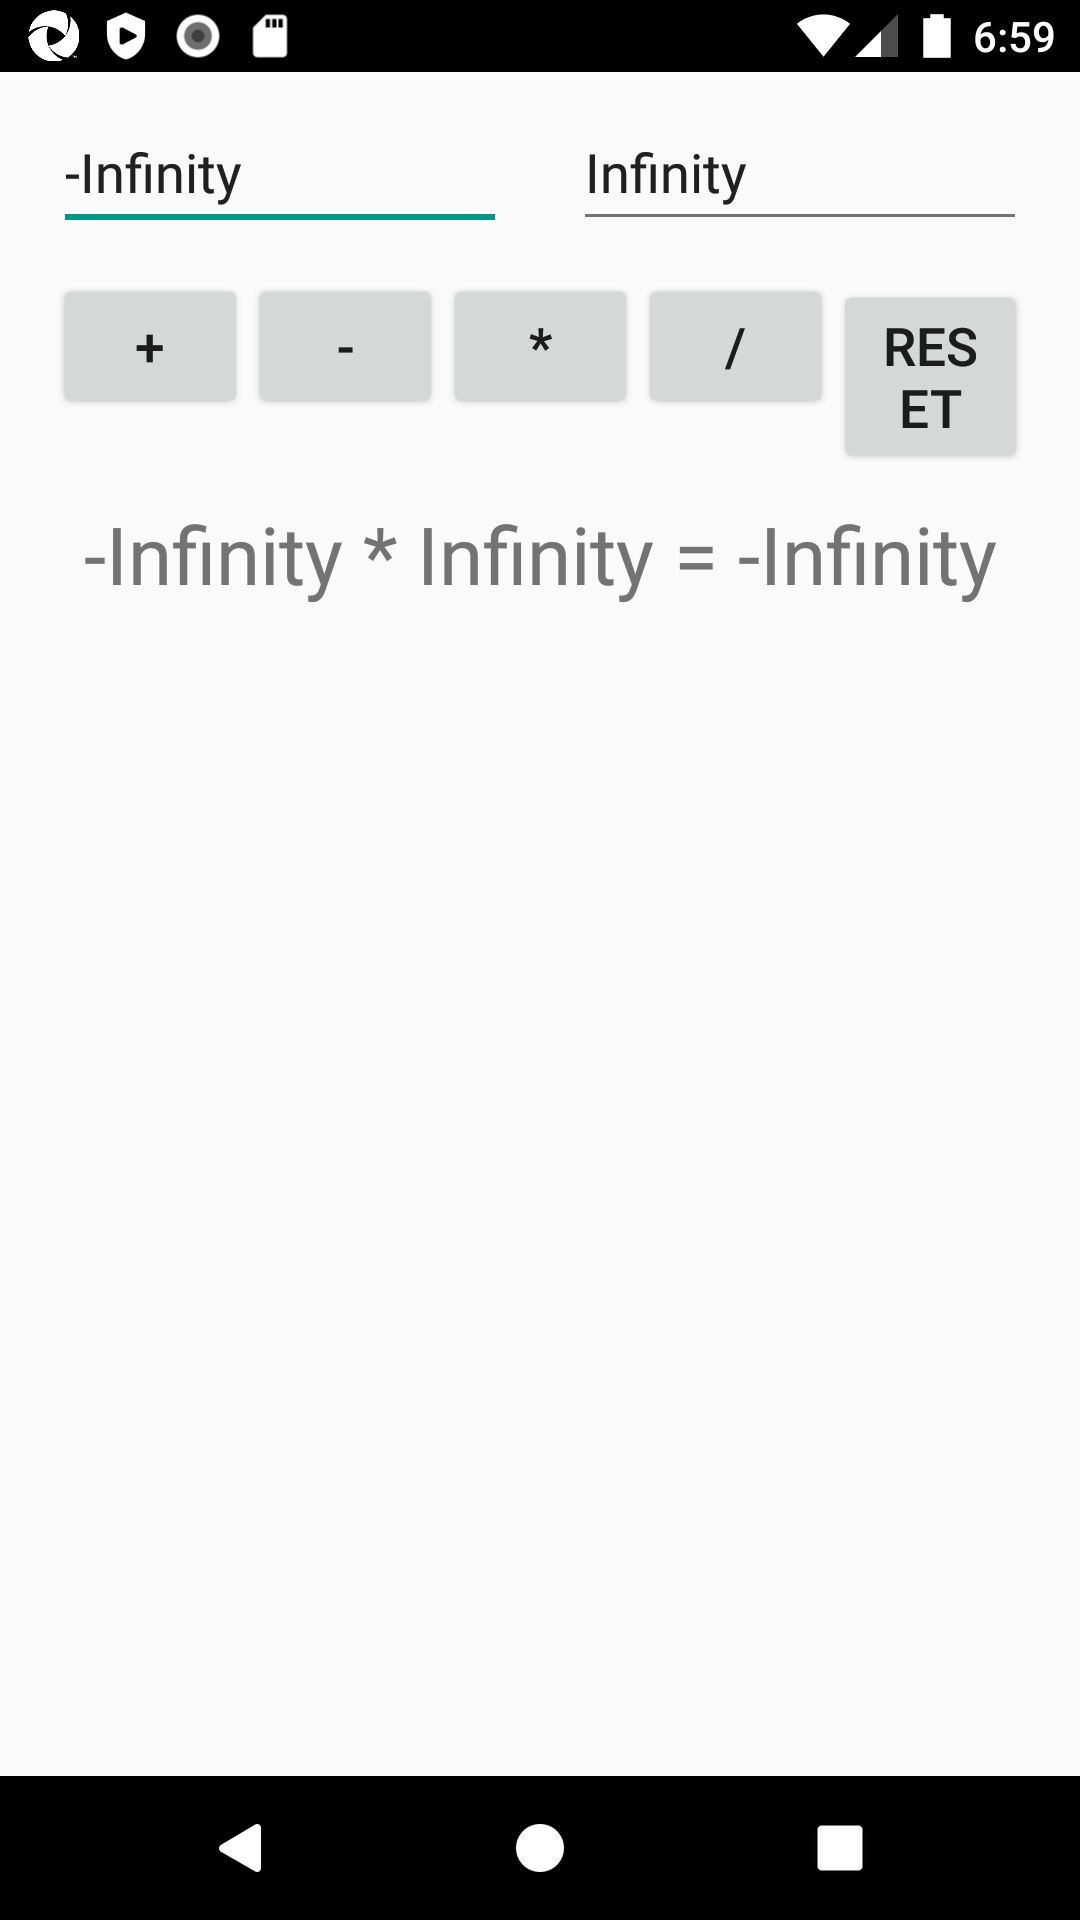 6:59
-Infinity
Infinity
+
-
*
/
RES
ET
-Infinity * Infinity = -Infinity